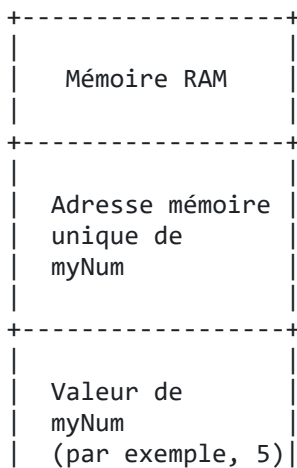 +------------------+
|                  |
|    Mémoire RAM   |
|                  |
+------------------+
|                  |
|   Adresse mémoire |
|   unique de      |
|   myNum          |
|                  |
+------------------+
|                  |
|   Valeur de      |
|   myNum          |
|   (par exemple, 5)|